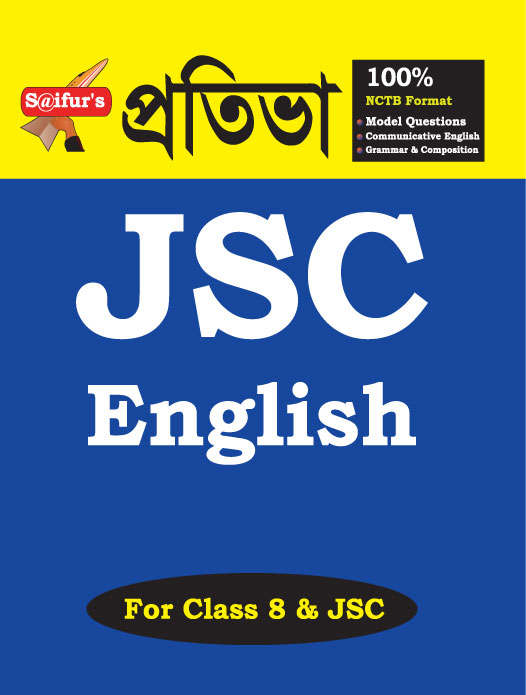 S@ifur's
প্রতিভা
100%
NCTB Format
Model Questions
Communicative English
Grammar & Composition
JSC
English
For Class 8 & JSC